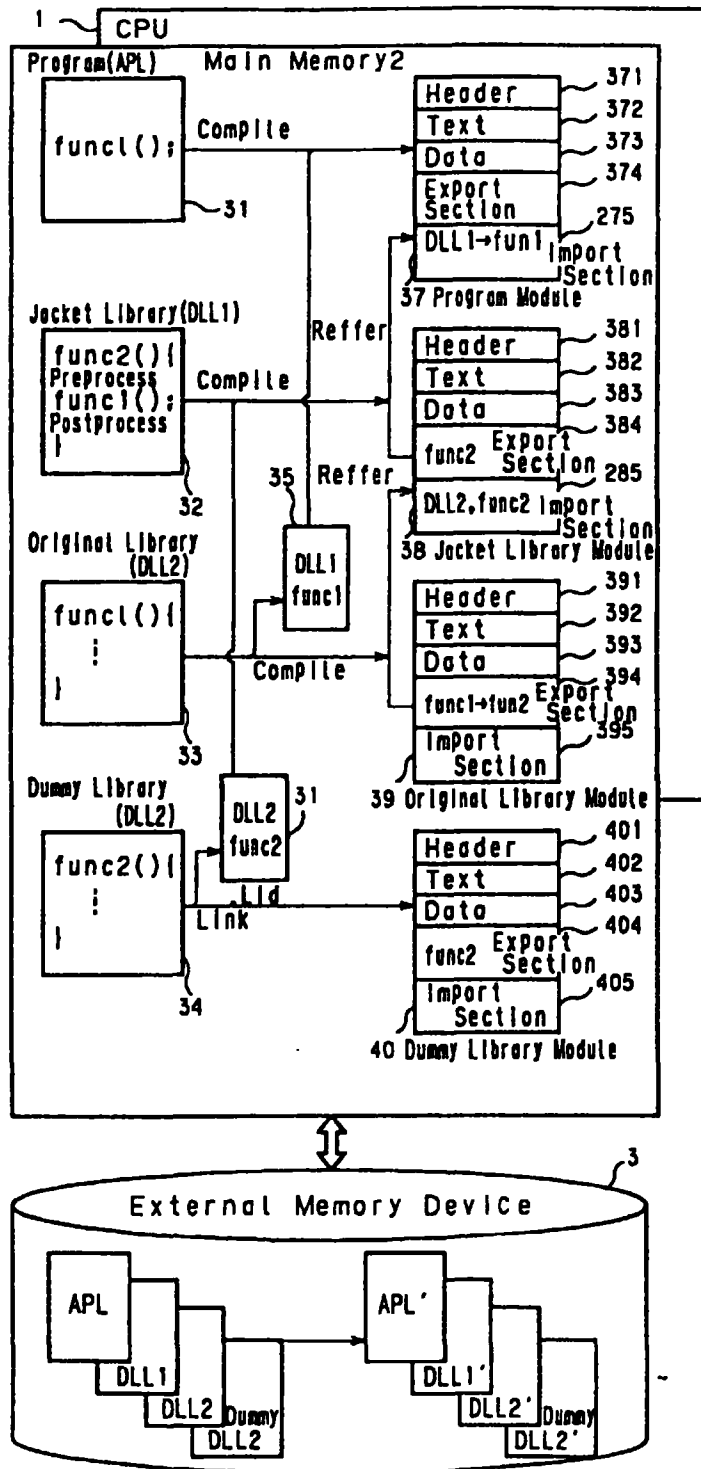 1
CPU
Program(APL)
Main Memory2
funcl();
31
Compile
Header
371
Text
372
Data
373
Export
Section
374
DLL1→fun1
275
Import
Section
37 Program Module
Jacket Library(DLL1)
func2(){
Preprocess
func1();
Postprocess
}
32
Compile
Reffer
Header
381
Text
382
Data
383
384
func2
Export
Section
285
DLL2.func2
Import
Section
38 Jacket Library Module
35
Reffer
DLL1
func1
Original Library
(DLL2)
funcl(){
}
33
Compile
Header
391
Text
392
Data
393
394
func1→fun2
Export
Section
Import
Section
395
39 Original Library Module
Dummy Library
(DLL2)
func2(){
}
34
DLL2
func2
31
.Lid
Link
Header
401
Text
402
Data
403
404
func2
Export
Section
Import
Section
405
40 Dummy Library Module
3
External Memory Device
APL
DLL1
DLL2
Dummy
DLL2
APL'
DLL1'
DLL2'
Dummy
DLL2'